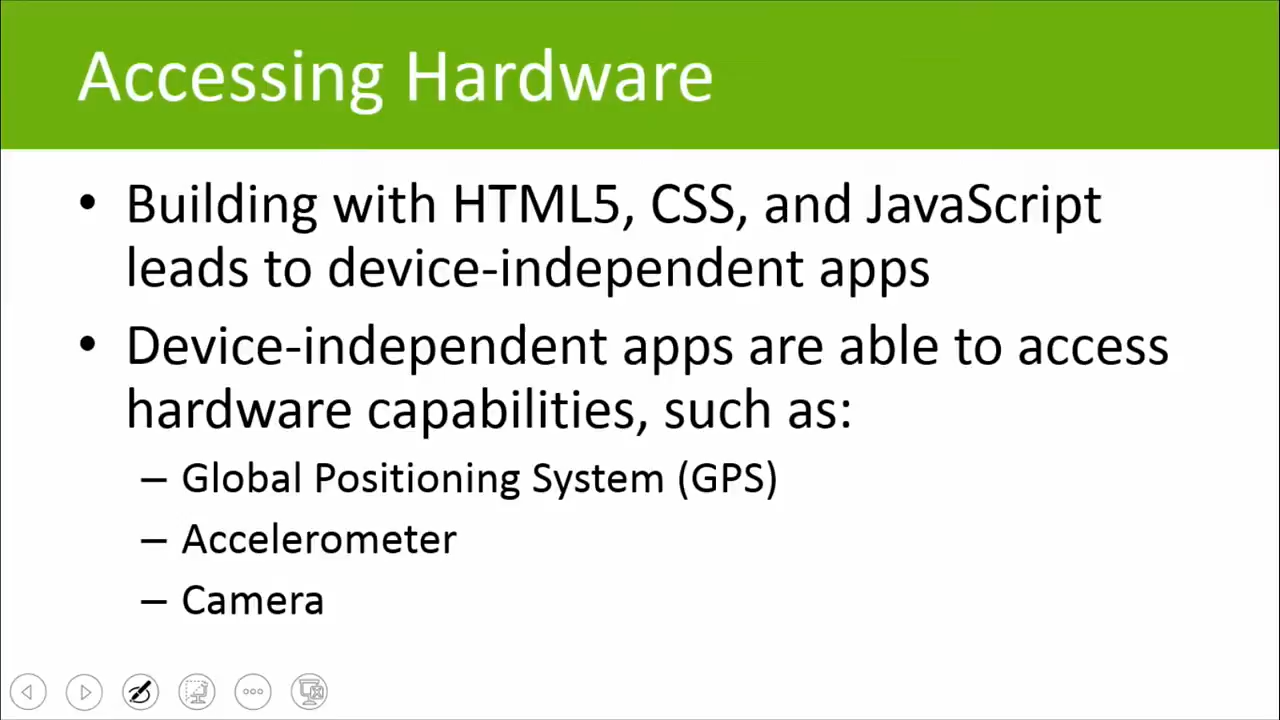 Accessing Hardware
• Building with HTML5, CSS, and JavaScript
leads to device-independent apps
• Device-independent apps are able to access
hardware capabilities, such as:
– Global Positioning System (GPS)
– Accelerometer
– Camera